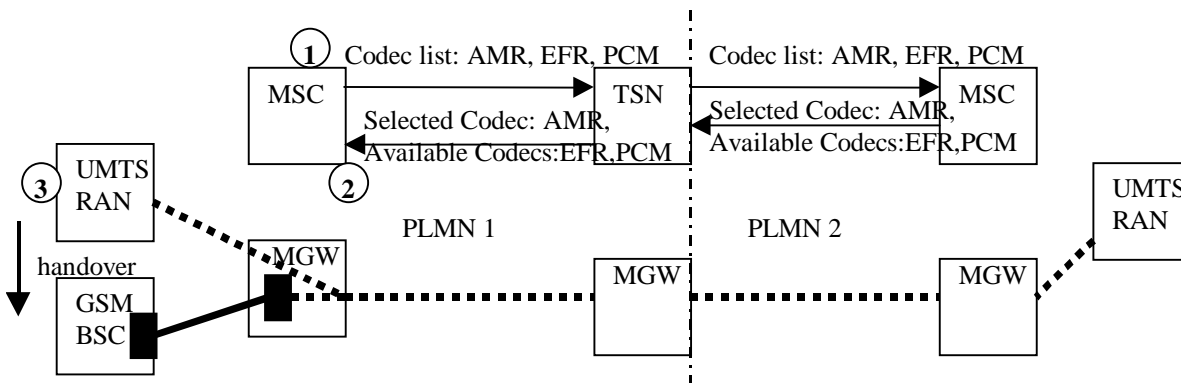 1
Codec list: AMR, EFR, PCM
Codec list: AMR, EFR, PCM
MSC
TSN
MSC
Selected Codec: AMR,
Available Codecs:EFR,PCM
Selected Codec: AMR,
Available Codecs:EFR,PCM
2
3
UMTS
RAN
UMTS
RAN
PLMN 1
PLMN 2
handover
MGW
MGW
MGW
GSM
BSC